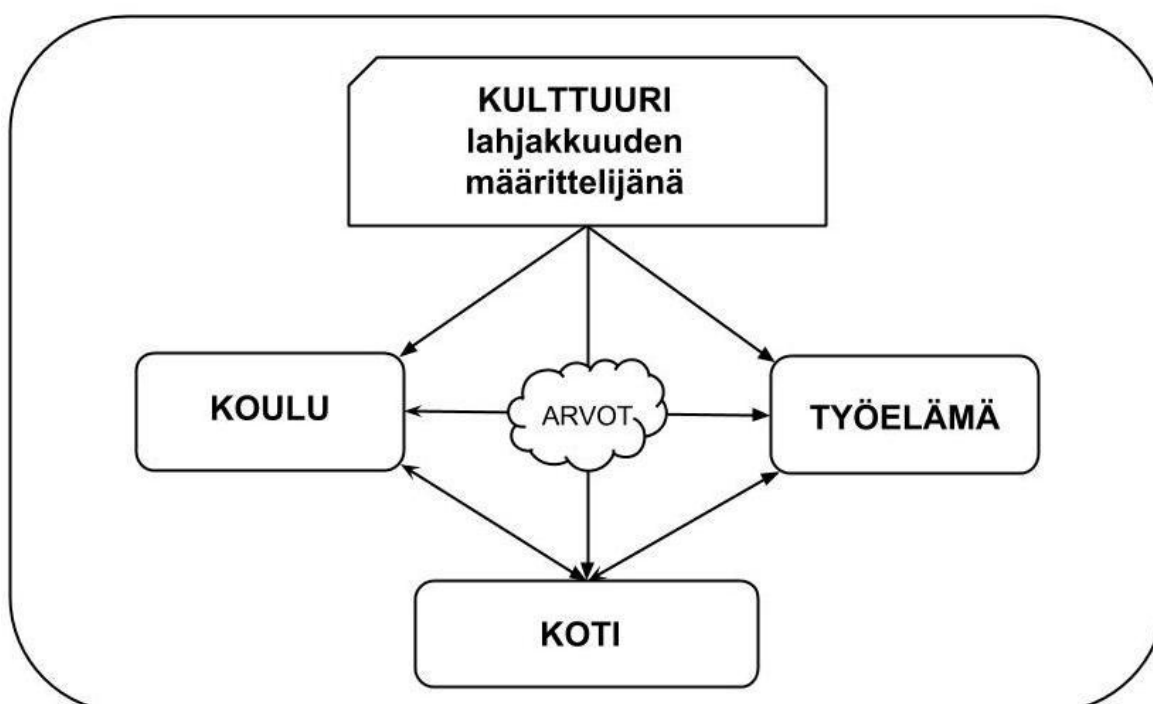 KULTTUURI
lahjakkuuden
määrittelijänä
KOULU
ARVOT
TYÖELÄMÄ
KOTI